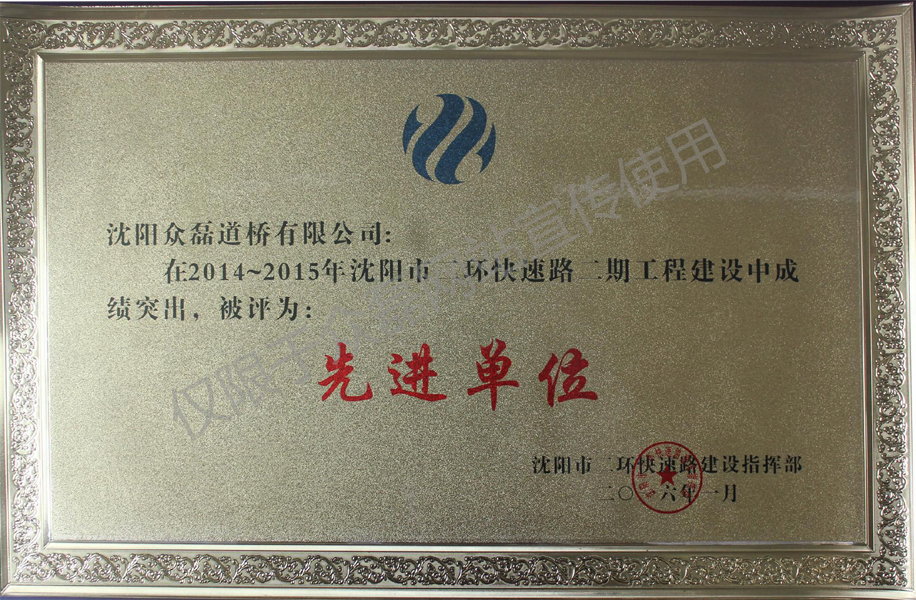 沈阳众磊道桥有限公司:
在2014~2015年沈阳市二环快速路二期工程建设中成
绩突出，被评为:
先进单位
沈阳市二环快速路建设指挥部
二〇一六年一月